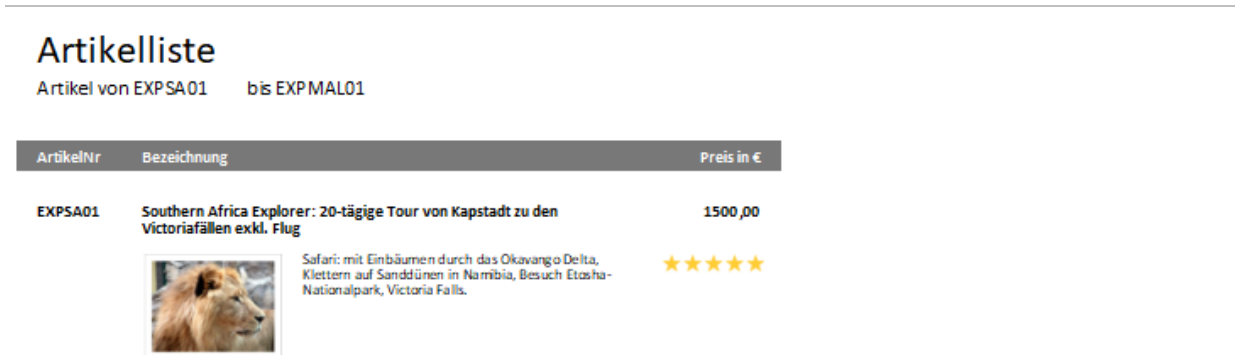 Artikelliste
Artikel von EXPSA01 bis EXPMAL01
ArtikelNr Bezeichnung Preis in €
EXPSA01 Southern Africa Explorer: 20-tägige Tour von Kapstadt zu den 1500,00
Victoriafällen exkl. Flug
Safari: mit Einbäumen durch das Okavango Delta,
Klettern auf Sanddünen in Namibia, Besuch Etosha-
Nationalpark, Victoria Falls.